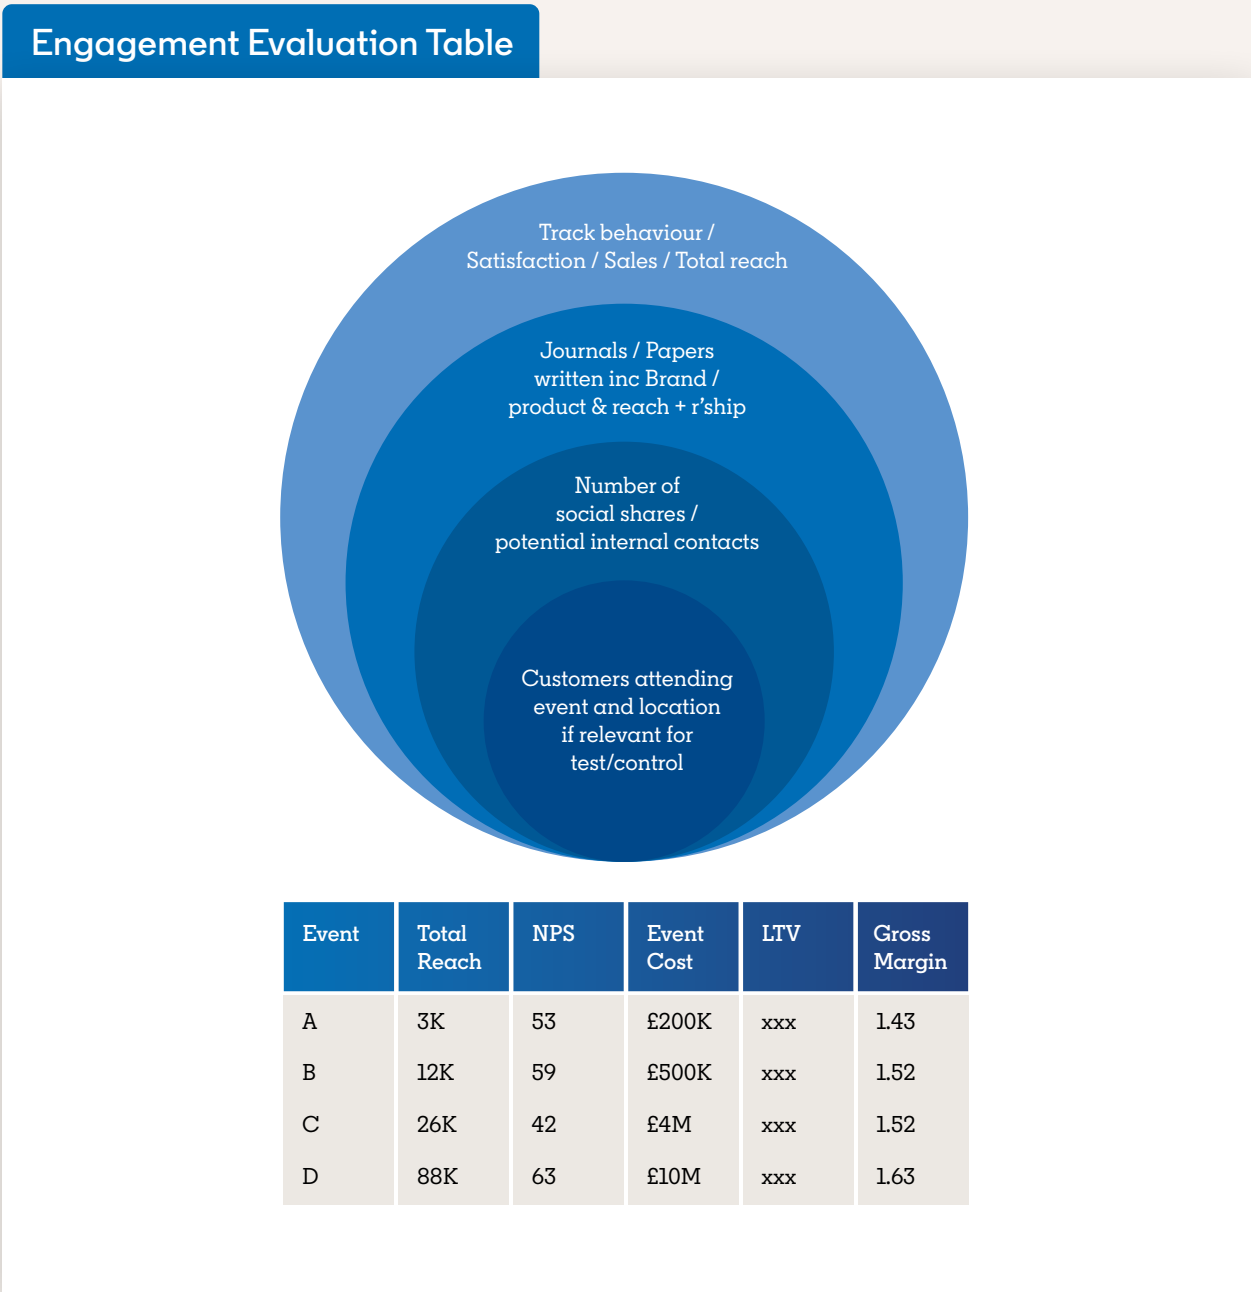 Engagement Evaluation Table
Track behaviour /
Satisfaction / Sales / Total reach
Journals / Papers
written inc Brand /
product & reach + r’ship
Number of
social shares /
potential internal contacts
Customers attending
event and location
if relevant for
test/control
Event Total Reach NPS Event Cost LTV Gross Margin
A 3K 53 £200K xxx 1.43
B 12K 59 £500K xxx 1.52
C 26K 42 £4M xxx 1.52
D 88K 63 £10M xxx 1.63